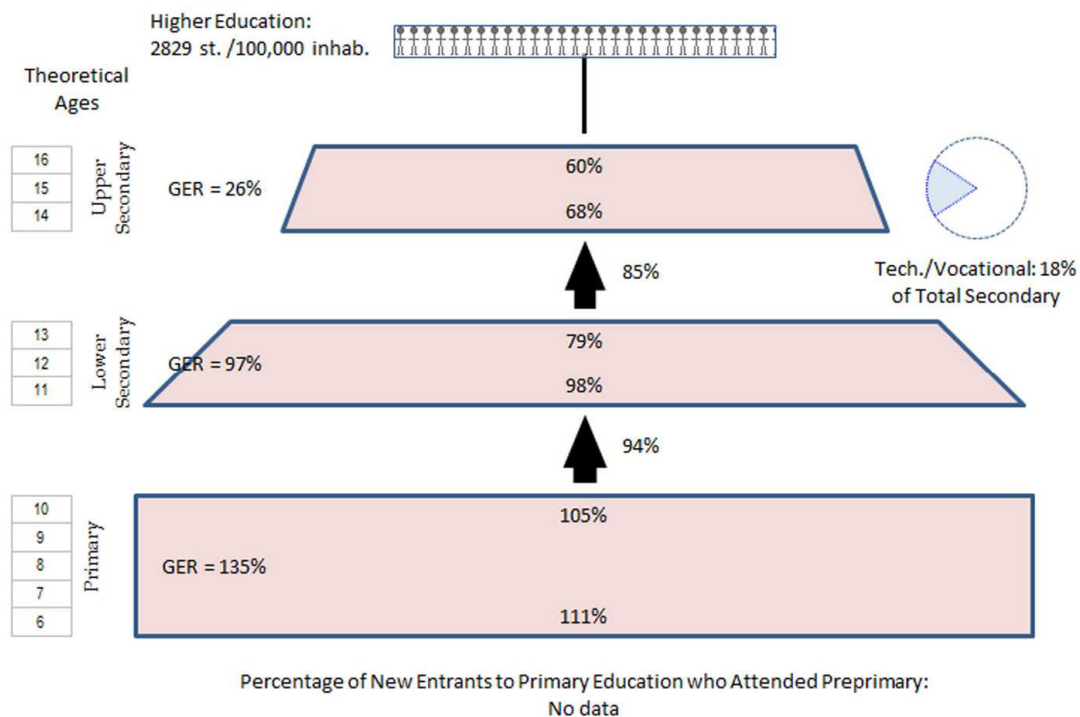 Higher Education:
2829 st. /100,000 inhab.
Theoretical
Ages
16
15
14
Upper
Secondary
GER = 26%
60%
68%
Tech./Vocational: 18%
of Total Secondary
85%
13
12
11
Lower
Secondary
GER = 97%
79%
98%
94%
10
9
8
7
6
Primary
GER = 135%
105%
111%
Percentage of New Entrants to Primary Education who Attended Preprimary:
No data